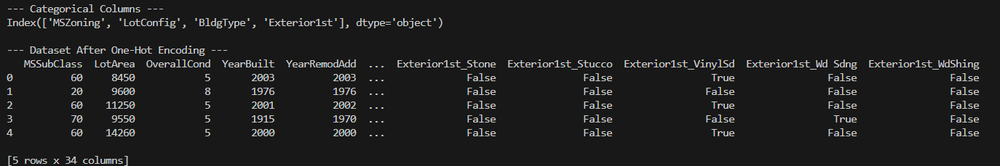 --- Categorical Columns ---
Index(['MSZoning', 'LotConfig', 'BldgType', 'Exterior1st'], dtype='object')
--- Dataset After One-Hot Encoding ---
MSSubClass LotArea OverallCond YearBuilt YearRemodAdd ... Exterior1st_Stone Exterior1st_Stucco Exterior1st_VinylSd Exterior1st_Wd Sdng Exterior1st_WdShing
0 60 8450 5 2003 2003 ... False False True False False
1 20 9600 8 1976 1976 ... False False False False False
2 60 11250 5 2001 2002 ... False False True False False
3 70 9550 5 1915 1970 ... False False False True False
4 60 14260 5 2000 2000 ... False False True False False
[5 rows x 34 columns]